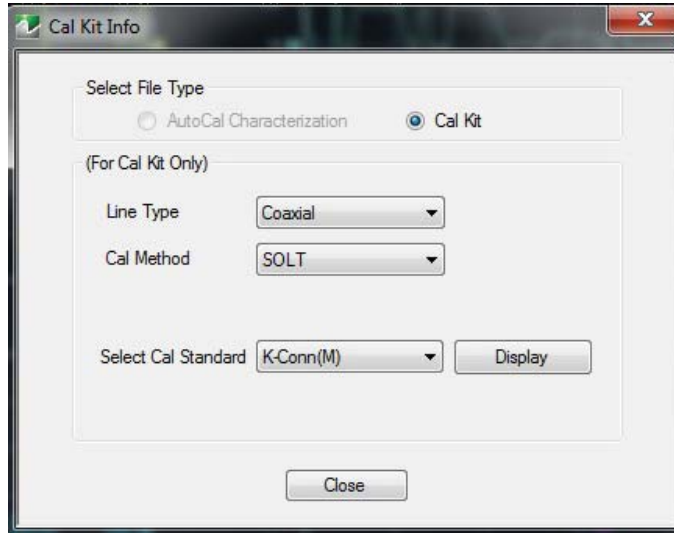 Cal Kit Info
x
Select File Type
AutoCal Characterization Cal Kit
(For Cal Kit Only)
Line Type Coaxial
Cal Method SOLT
Select Cal Standard K-Conn(M) Display
Close